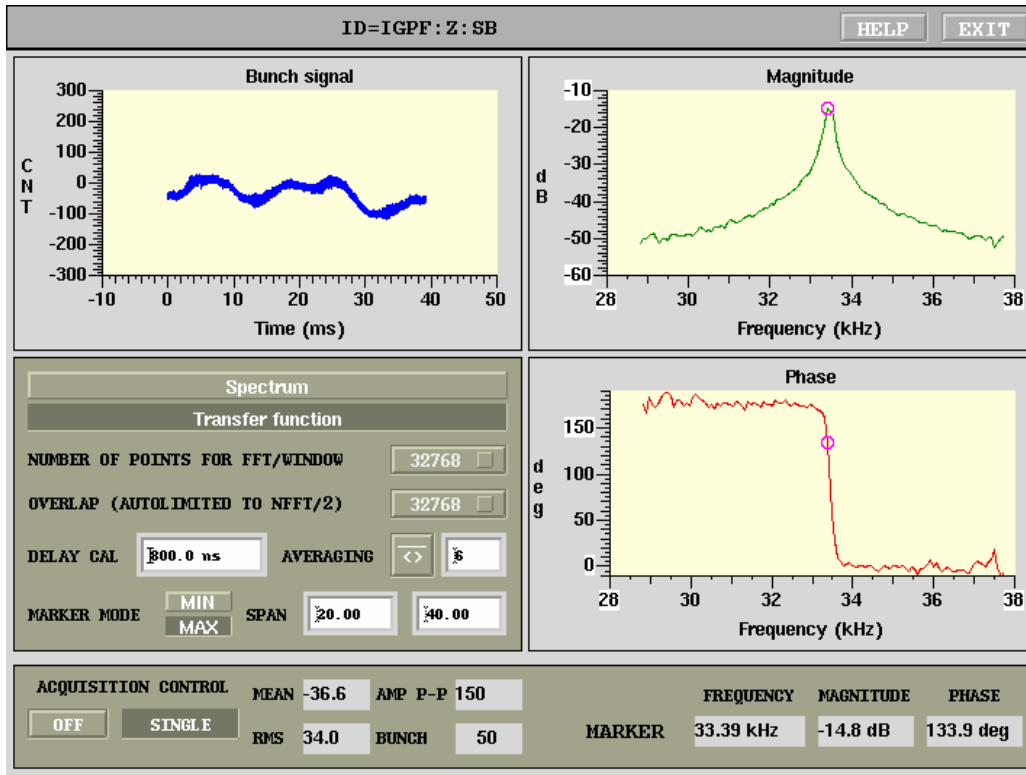 ID=IGPF:Z:SB
HELP
EXIT
Bunch signal
300
200
100
0
-100
-200
-300
CNT
-10 0 10 20 30 40 50
Time (ms)
Magnitude
-10
-20
-30
-40
-50
-60
dB
28 30 32 34 36 38
Frequency (kHz)
Spectrum
Transfer function
NUMBER OF POINTS FOR FFT/WINDOW 32768
OVERLAP (AUTOLIMITED TO NFFT/2) 32768
DELAY CAL 800.0 ns AVERAGING <> 6
MARKER MODE MIN MAX SPAN 20.00 40.00
Phase
150
100
50
0
deg
28 30 32 34 36 38
Frequency (kHz)
ACQUISITION CONTROL
OFF SINGLE
MEAN -36.6 AMP P-P 150
RMS 34.0 BUNCH 50
FREQUENCY MAGNITUDE PHASE
MARKER 33.39 kHz -14.8 dB 133.9 deg